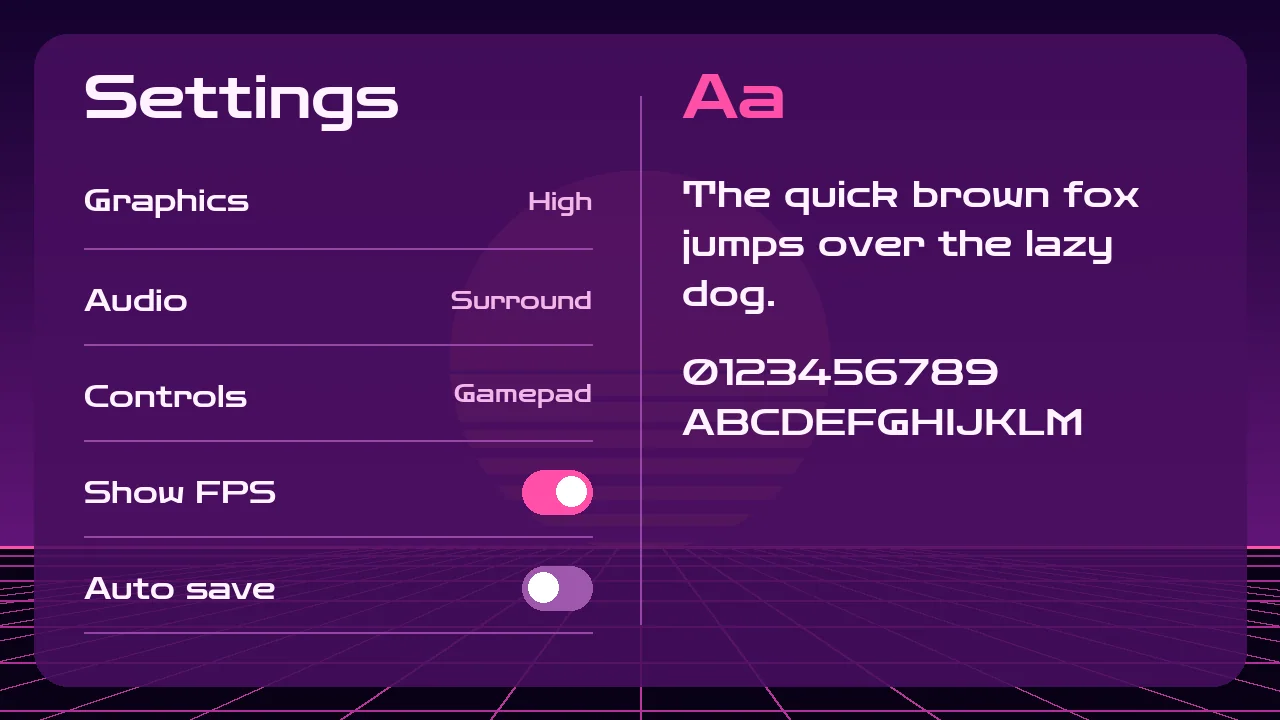 Settings
Graphics High
Audio Surround
Controls Gamepad
Show FPS
Auto save
Aa
The quick brown fox
jumps over the lazy
dog.
0123456789
ABCDEFGHIJKLM